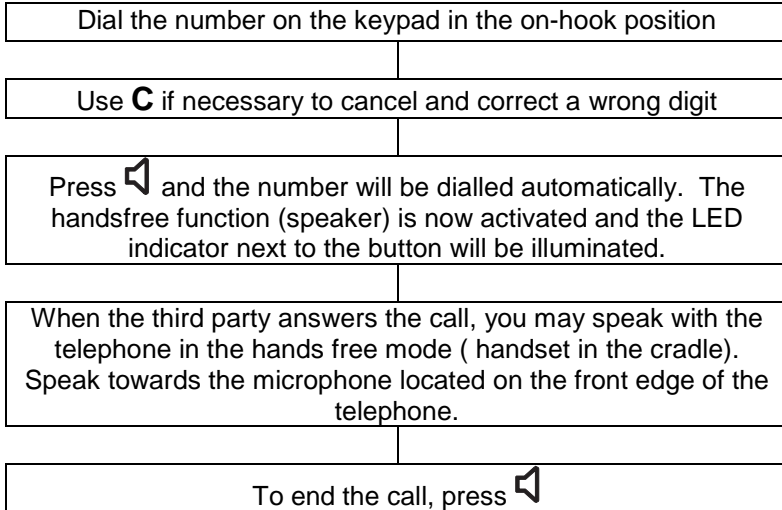 Dial the number on the keypad in the on-hook position
Use C if necessary to cancel and correct a wrong digit
Press and the number will be dialled automatically. The
handsfree function (speaker) is now activated and the LED
indicator next to the button will be illuminated.
When the third party answers the call, you may speak with the
telephone in the hands free mode ( handset in the cradle).
Speak towards the microphone located on the front edge of the
telephone.
To end the call, press